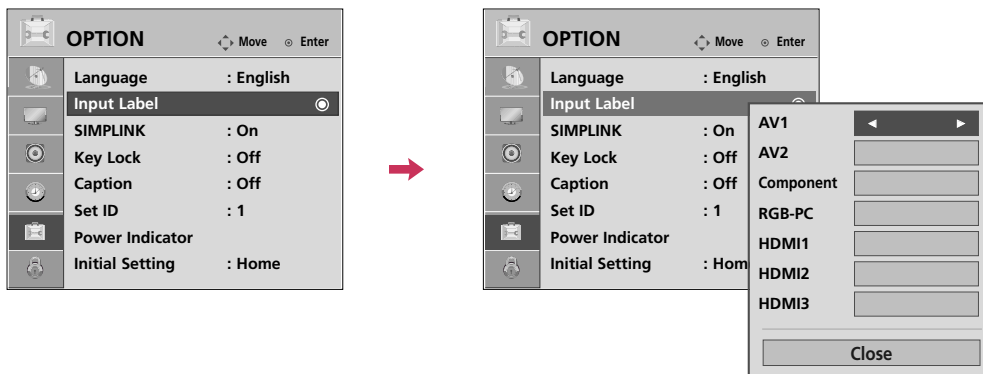 OPTION Move Enter
Language : English
Input Label
SIMPLINK : On
Key Lock : Off
Caption : Off
Set ID : 1
Power Indicator
Initial Setting : Home
OPTION Move Enter
Language : English
Input Label
SIMPLINK : On
Key Lock : Off
Caption : Off
Set ID : 1
Power Indicator
Initial Setting : Hom
AV1
AV2
Component
RGB-PC
HDMI1
HDMI2
HDMI3
Close